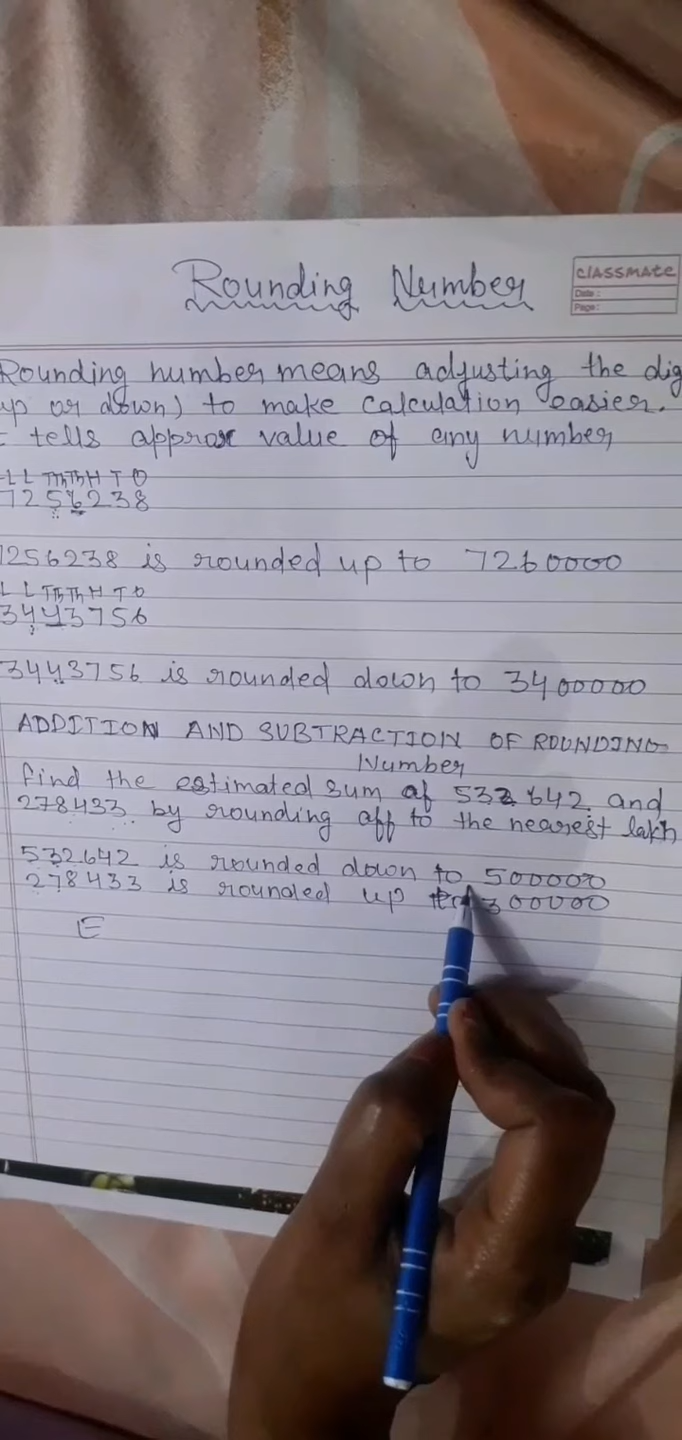 Rounding Number
CLASSMATE
Date :
Page :
Rounding number means adjusting the dig
up or down) to make calculation easier.
tells approx value of any number
L L TTh Th H T O
7256238
7256238 is rounded up to 7260000
L L TTh Th H T O
3443756
3443756 is rounded down to 3400000
ADDITION AND SUBTRACTION OF ROUNDING
Number
find the estimated sum of 532642 and
278433 by rounding off to the nearest lakh
532642 is rounded down to 500000
278433 is rounded up to 300000
E